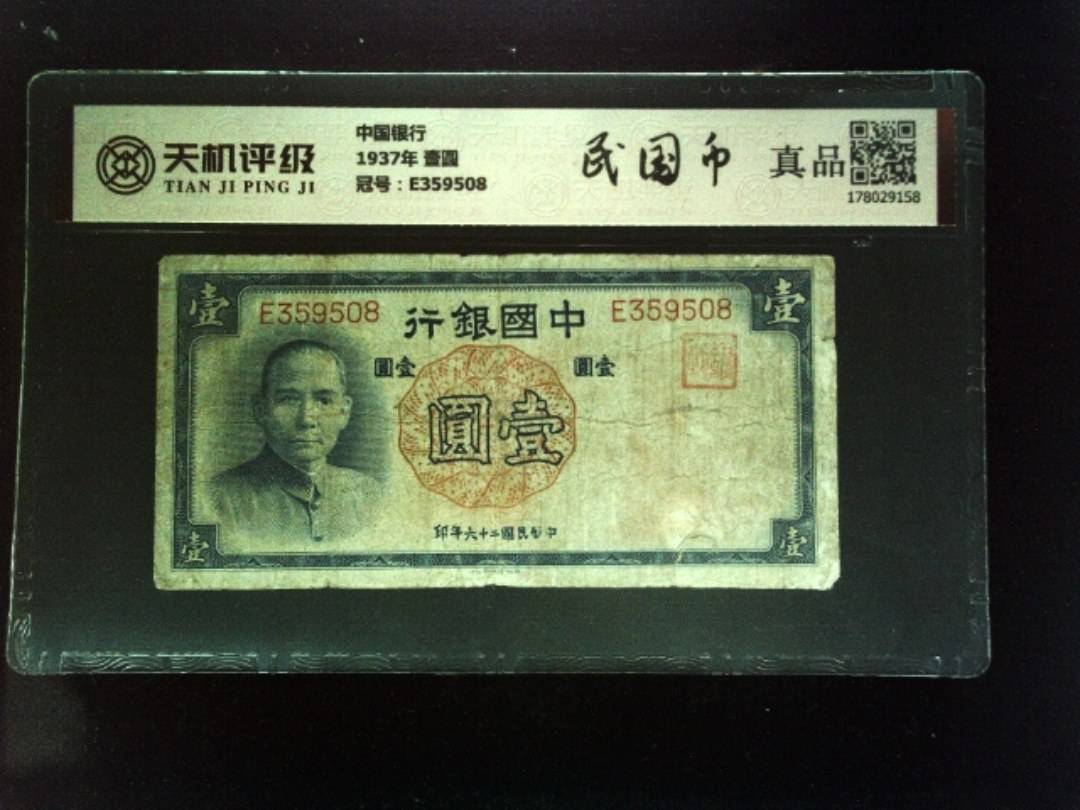 天机评级
TIAN JI PING JI
中国银行
1937年 壹圆
冠号：E359508
民国币
真品
178029158
壹
壹
E359508
中國銀行
E359508
壹圓
壹圓
壹圓
中華民國二十六年印
壹
壹